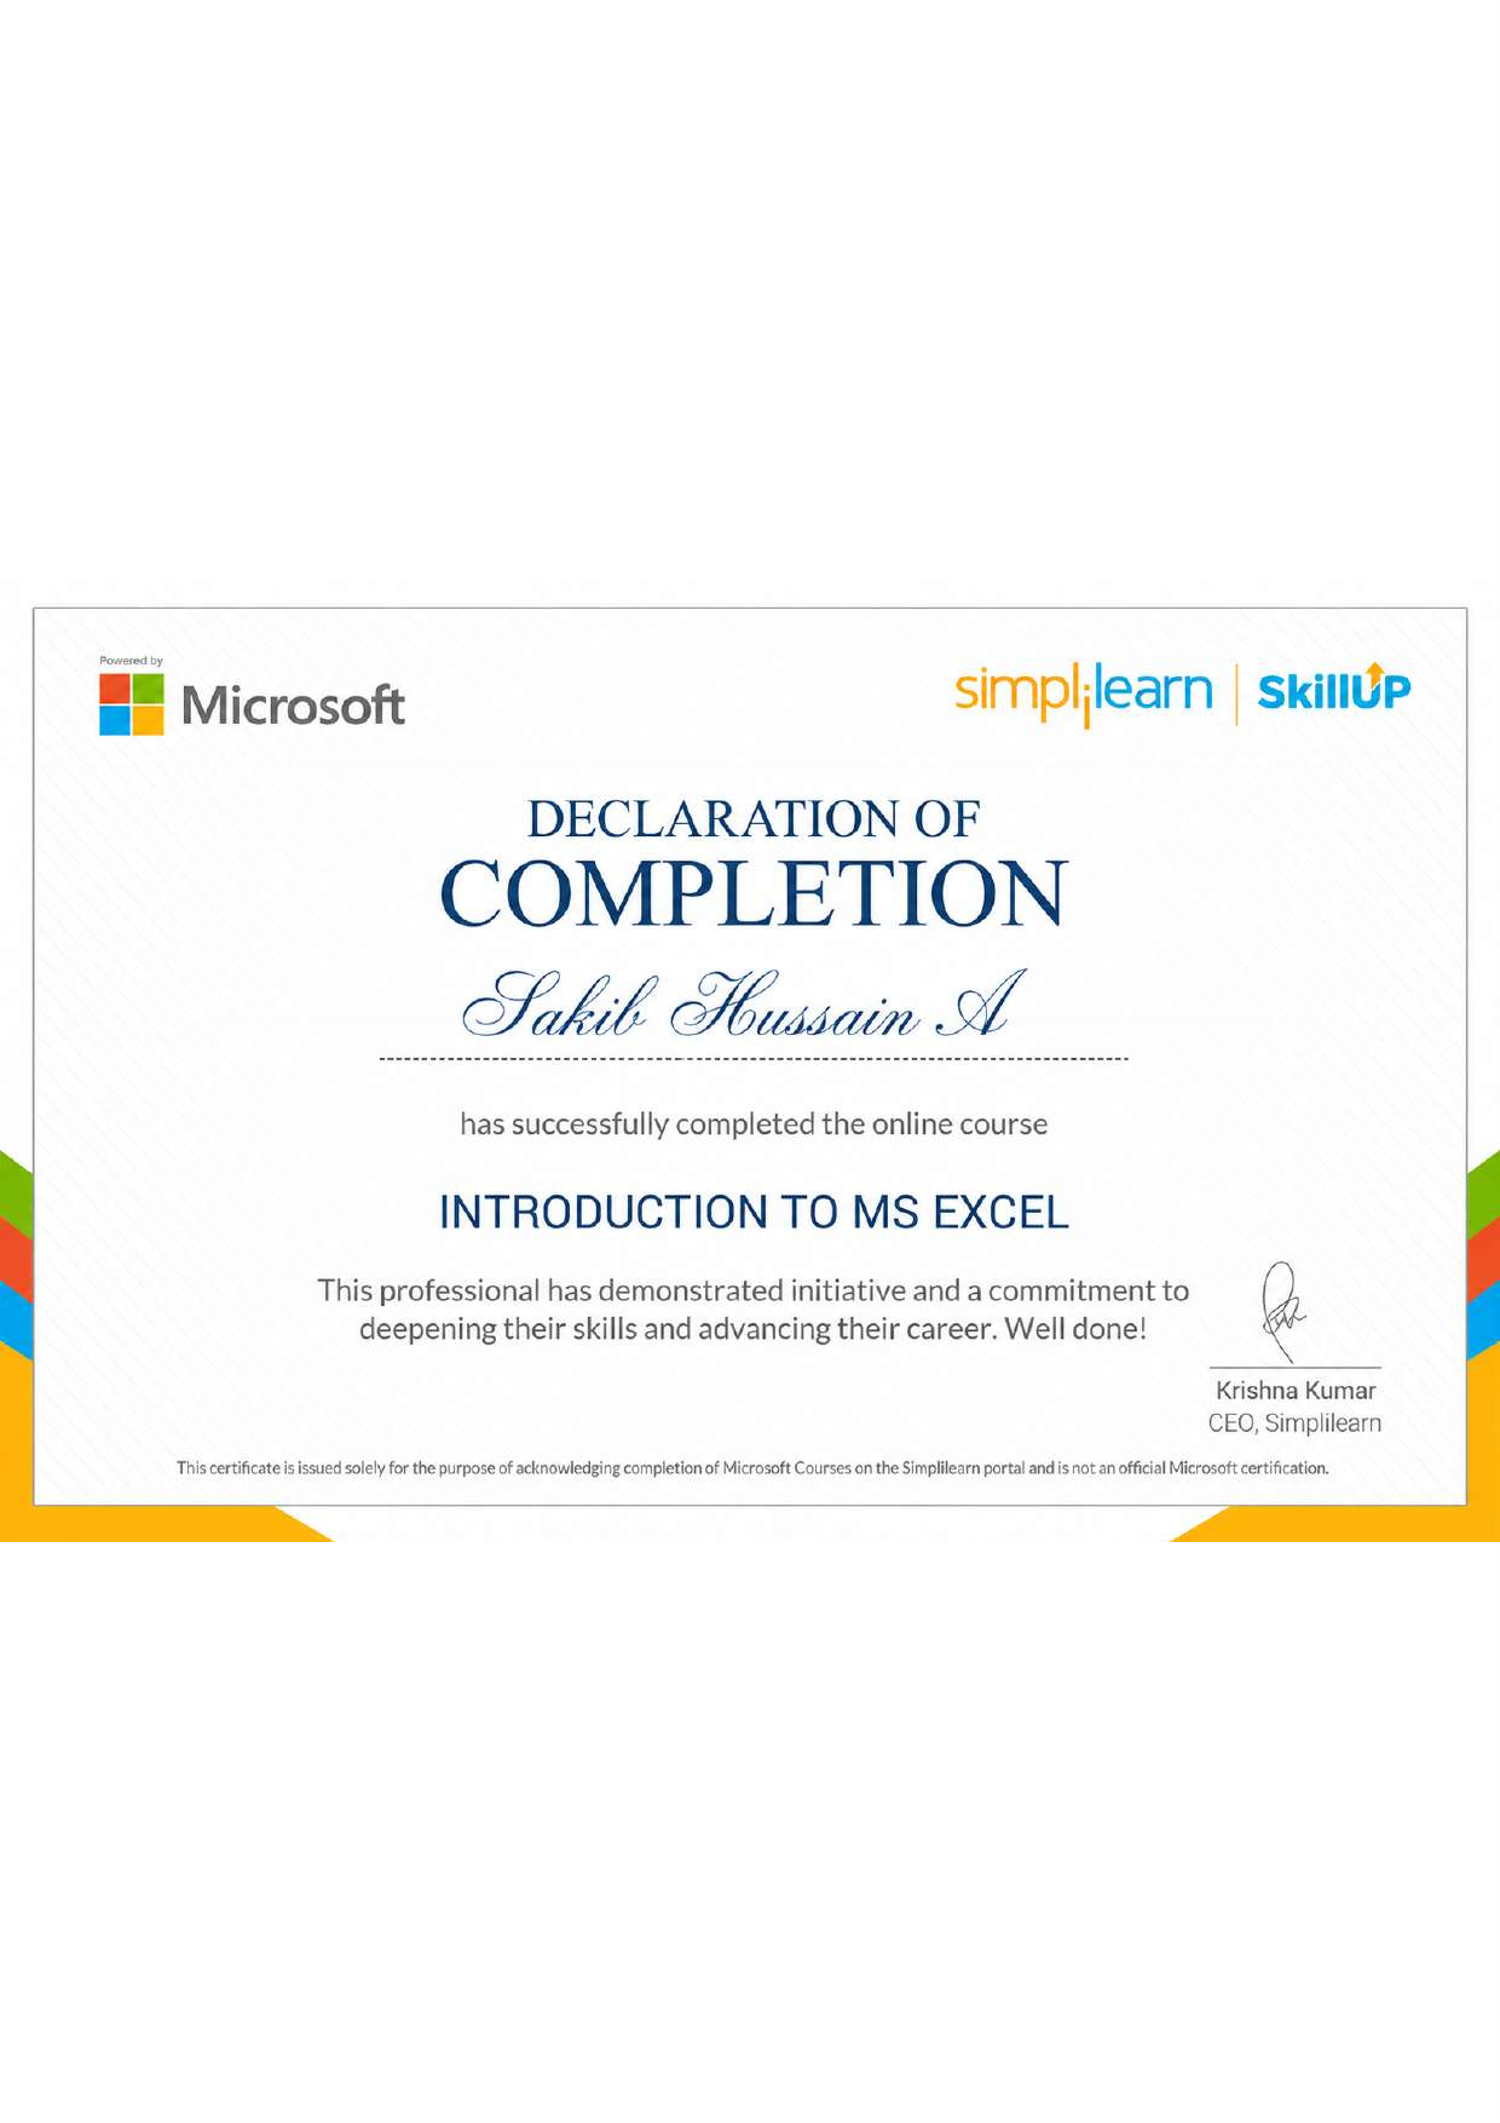 Powered by
Microsoft
simplilearn | SkillUP
DECLARATION OF
COMPLETION
Sakib Hussain A
has successfully completed the online course
INTRODUCTION TO MS EXCEL
This professional has demonstrated initiative and a commitment to
deepening their skills and advancing their career. Well done!
Krishna Kumar
CEO, Simplilearn
This certificate is issued solely for the purpose of acknowledging completion of Microsoft Courses on the Simplilearn portal and is not an official Microsoft certification.